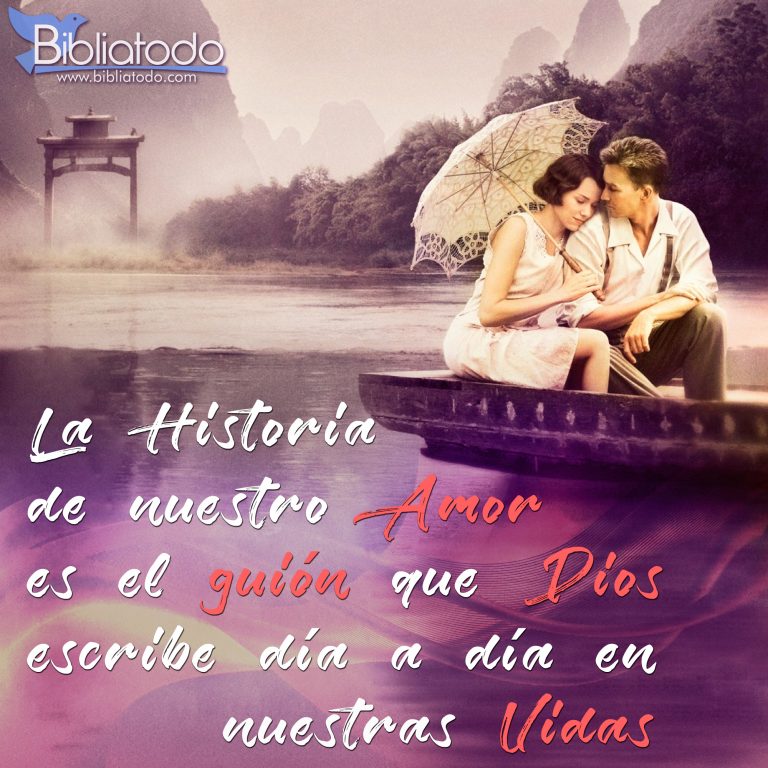 Bibliatodo
www.bibliatodo.com
La Historia
de nuestro Amor
es el guión que Dios
escribe día a día en
nuestras Vidas